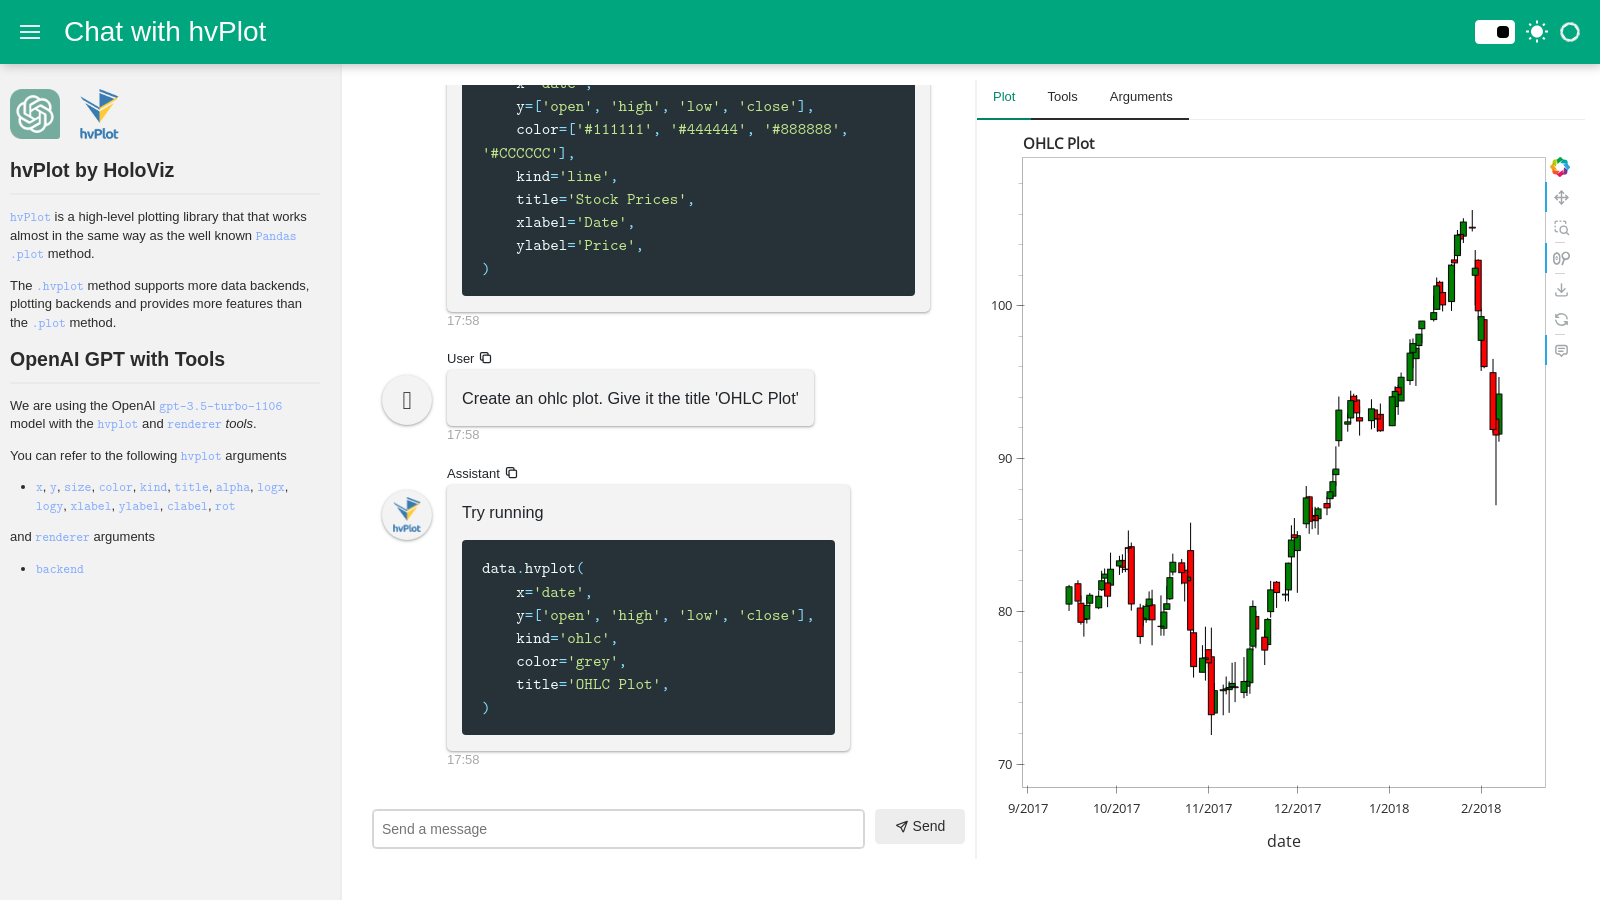 Chat with hvPlot
hvPlot
hvPlot by HoloViz
hvPlot is a high-level plotting library that that works
almost in the same way as the well known Pandas
.plot method.
The .hvplot method supports more data backends,
plotting backends and provides more features than
the .plot method.
OpenAI GPT with Tools
We are using the OpenAI gpt-3.5-turbo-1106
model with the hvplot and renderer tools.
You can refer to the following hvplot arguments
x, y, size, color, kind, title, alpha, logx,
logy, xlabel, ylabel, clabel, rot
and renderer arguments
backend
x='date',
y=['open', 'high', 'low', 'close'],
color=['#111111', '#444444', '#888888',
'#CCCCCC'],
kind='line',
title='Stock Prices',
xlabel='Date',
ylabel='Price',
)
17:58
User
Create an ohlc plot. Give it the title 'OHLC Plot'
17:58
Assistant
hvPlot
Try running
data.hvplot(
x='date',
y=['open', 'high', 'low', 'close'],
kind='ohlc',
color='grey',
title='OHLC Plot',
)
17:58
Send a message
Send
Plot Tools Arguments
OHLC Plot
100
90
80
70
9/2017 10/2017 11/2017 12/2017 1/2018 2/2018
date